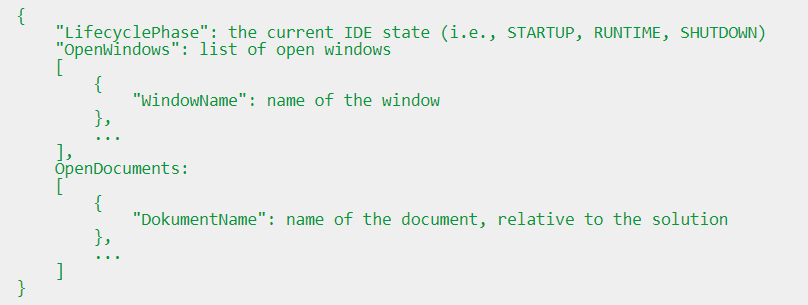 {
"LifecyclePhase": the current IDE state (i.e., STARTUP, RUNTIME, SHUTDOWN)
"OpenWindows": list of open windows
[
{
"WindowName": name of the window
},
...
],
OpenDocuments:
[
{
"DokumentName": name of the document, relative to the solution
},
...
]
}